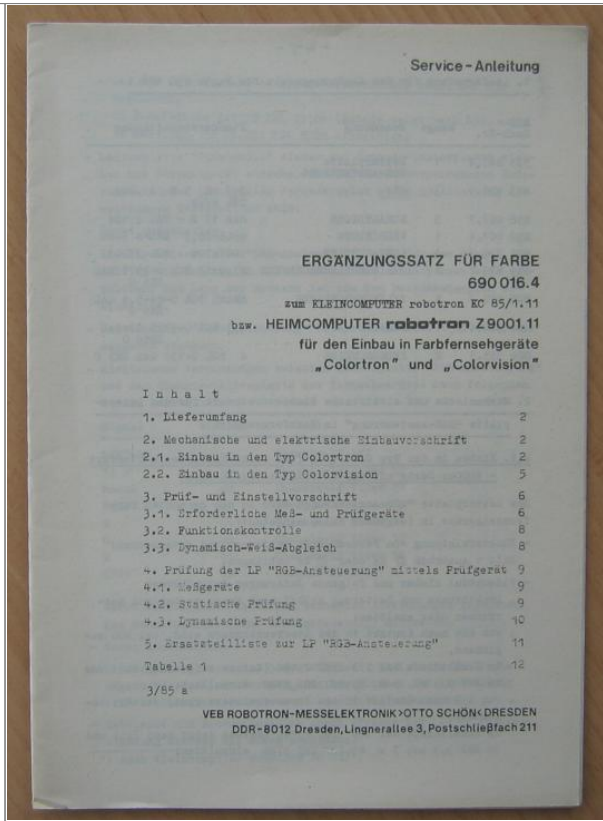 Service-Anleitung
ERGÄNZUNGSSATZ FÜR FARBE
690 016.4
zum KLEINCOMPUTER robotron KC 85/1.11
bzw. HEIMCOMPUTER robotron Z 9001.11
für den Einbau in Farbfernsehgeräte
„Colortron" und „Colorvision"
Inhalt
1. Lieferumfang 2
2. Mechanische und elektrische Einbauvorschrift 2
2.1. Einbau in den Typ Colortron 2
2.2. Einbau in den Typ Colorvision 5
3. Prüf- und Einstellvorschrift 6
3.1. Erforderliche Meß- und Prüfgeräte 6
3.2. Funktionskontrolle 8
3.3. Dynamisch-Weiß-Abgleich 8
4. Prüfung der LP "RGB-Ansteuerung" mittels Prüfgerät 9
4.1. Meßgeräte 9
4.2. Statische Prüfung 9
4.3. Dynamische Prüfung 10
5. Ersatzteilliste zur LP "RGB-Ansteuerung" 11
Tabelle 1 12
3/85 a
VEB ROBOTRON-MESSELEKTRONIK >OTTO SCHÖN< DRESDEN
DDR-8012 Dresden, Lingnerallee 3, Postschließfach 211